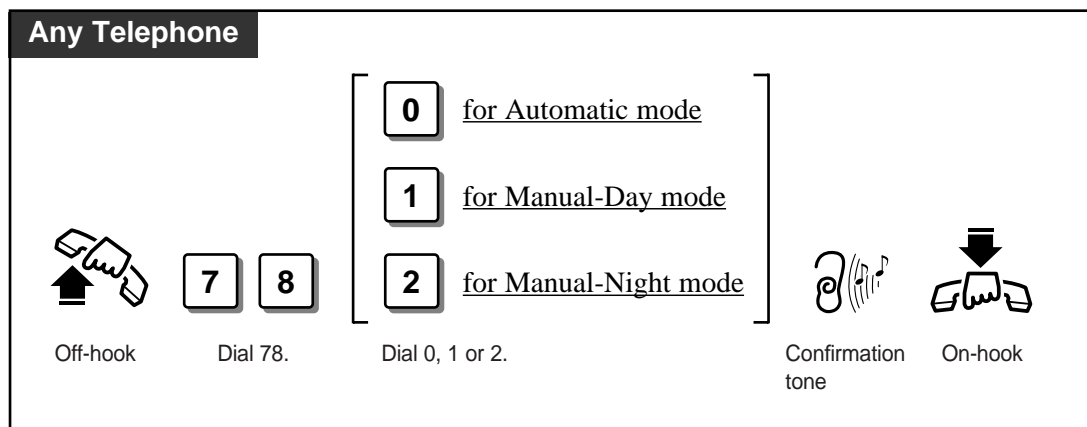 Any Telephone
0 for Automatic mode
1 for Manual-Day mode
7 8 2 for Manual-Night mode
Off-hook Dial 78. Dial 0, 1 or 2. Confirmation On-hook
tone